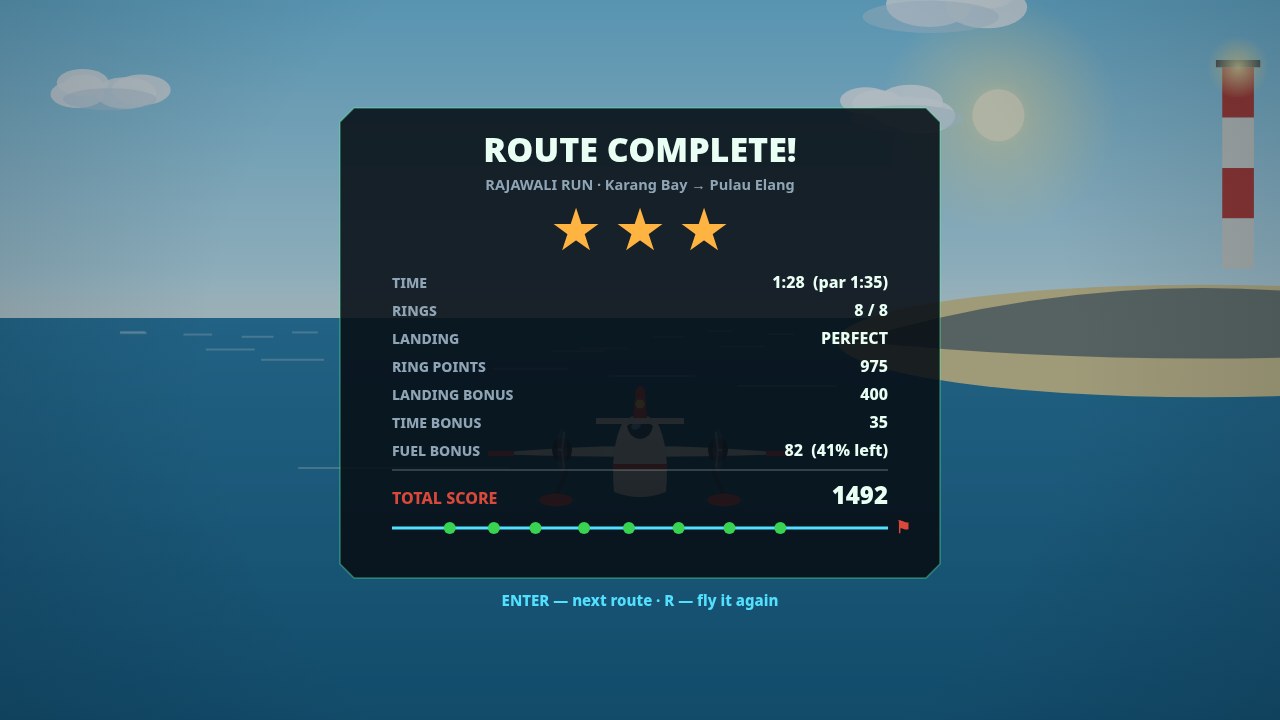 ROUTE COMPLETE!
RAJAWALI RUN · Karang Bay → Pulau Elang
TIME 1:28 (par 1:35)
RINGS 8 / 8
LANDING PERFECT
RING POINTS 975
LANDING BONUS 400
TIME BONUS 35
FUEL BONUS 82 (41% left)
TOTAL SCORE 1492
ENTER — next route · R — fly it again